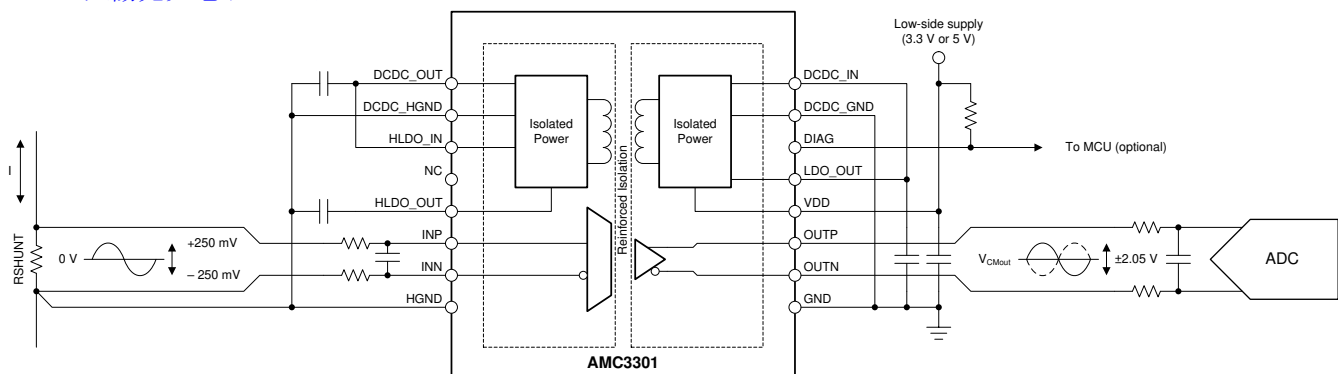 Low-side supply
(3.3 V or 5 V)
DCDC_OUT
DCDC_HGND
HLDO_IN
NC
HLDO_OUT
INP
INN
HGND
Isolated
Power
Reinforced Isolation
Isolated
Power
DCDC_IN
DCDC_GND
DIAG
LDO_OUT
VDD
OUTP
OUTN
GND
To MCU (optional)
I
RSHUNT
0 V
+250 mV
– 250 mV
VCMout
±2.05 V
ADC
AMC3301